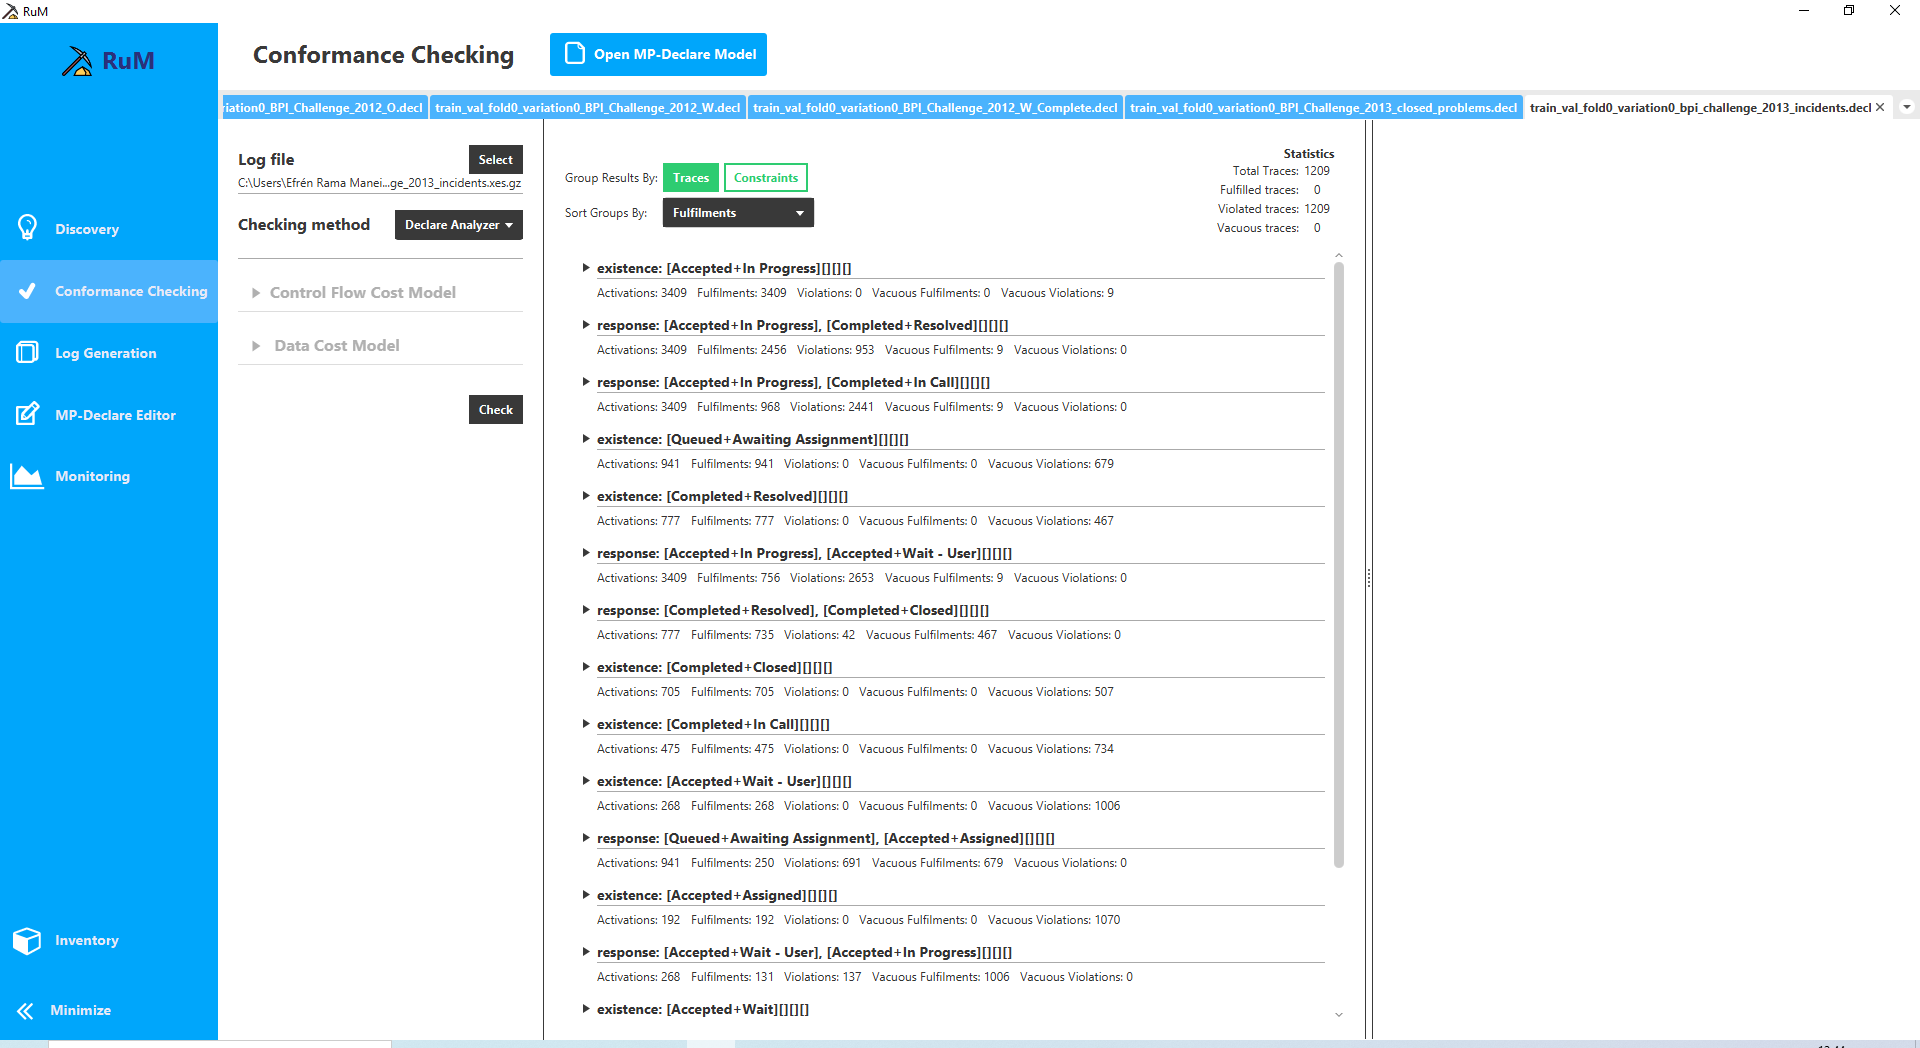 RuM
RuM
Conformance Checking
Open MP-Declare Model
riation0_BPI_Challenge_2012_O.decl
train_val_fold0_variation0_BPI_Challenge_2012_W.decl
train_val_fold0_variation0_BPI_Challenge_2012_W_Complete.decl
train_val_fold0_variation0_BPI_Challenge_2013_closed_problems.decl
train_val_fold0_variation0_bpi_challenge_2013_incidents.decl
Discovery
Conformance Checking
Log Generation
MP-Declare Editor
Monitoring
Inventory
Minimize
Log file
Select
C:\Users\Efrén Rama Manei...ge_2013_incidents.xes.gz
Checking method
Declare Analyzer
Control Flow Cost Model
Data Cost Model
Check
Group Results By: Traces Constraints
Sort Groups By: Fulfilments
Statistics
Total Traces: 1209
Fulfilled traces: 0
Violated traces: 1209
Vacuous traces: 0
existence: [Accepted+In Progress][][][]
Activations: 3409 Fulfilments: 3409 Violations: 0 Vacuous Fulfilments: 0 Vacuous Violations: 9
response: [Accepted+In Progress], [Completed+Resolved][][][]
Activations: 3409 Fulfilments: 2456 Violations: 953 Vacuous Fulfilments: 9 Vacuous Violations: 0
response: [Accepted+In Progress], [Completed+In Call][][][]
Activations: 3409 Fulfilments: 968 Violations: 2441 Vacuous Fulfilments: 9 Vacuous Violations: 0
existence: [Queued+Awaiting Assignment][][][]
Activations: 941 Fulfilments: 941 Violations: 0 Vacuous Fulfilments: 0 Vacuous Violations: 679
existence: [Completed+Resolved][][][]
Activations: 777 Fulfilments: 777 Violations: 0 Vacuous Fulfilments: 0 Vacuous Violations: 467
response: [Accepted+In Progress], [Accepted+Wait - User][][][]
Activations: 3409 Fulfilments: 756 Violations: 2653 Vacuous Fulfilments: 9 Vacuous Violations: 0
response: [Completed+Resolved], [Completed+Closed][][][]
Activations: 777 Fulfilments: 735 Violations: 42 Vacuous Fulfilments: 467 Vacuous Violations: 0
existence: [Completed+Closed][][][]
Activations: 705 Fulfilments: 705 Violations: 0 Vacuous Fulfilments: 0 Vacuous Violations: 507
existence: [Completed+In Call][][][]
Activations: 475 Fulfilments: 475 Violations: 0 Vacuous Fulfilments: 0 Vacuous Violations: 734
existence: [Accepted+Wait - User][][][]
Activations: 268 Fulfilments: 268 Violations: 0 Vacuous Fulfilments: 0 Vacuous Violations: 1006
response: [Queued+Awaiting Assignment], [Accepted+Assigned][][][]
Activations: 941 Fulfilments: 250 Violations: 691 Vacuous Fulfilments: 679 Vacuous Violations: 0
existence: [Accepted+Assigned][][][]
Activations: 192 Fulfilments: 192 Violations: 0 Vacuous Fulfilments: 0 Vacuous Violations: 1070
response: [Accepted+Wait - User], [Accepted+In Progress][][][]
Activations: 268 Fulfilments: 131 Violations: 137 Vacuous Fulfilments: 1006 Vacuous Violations: 0
existence: [Accepted+Wait][][][]